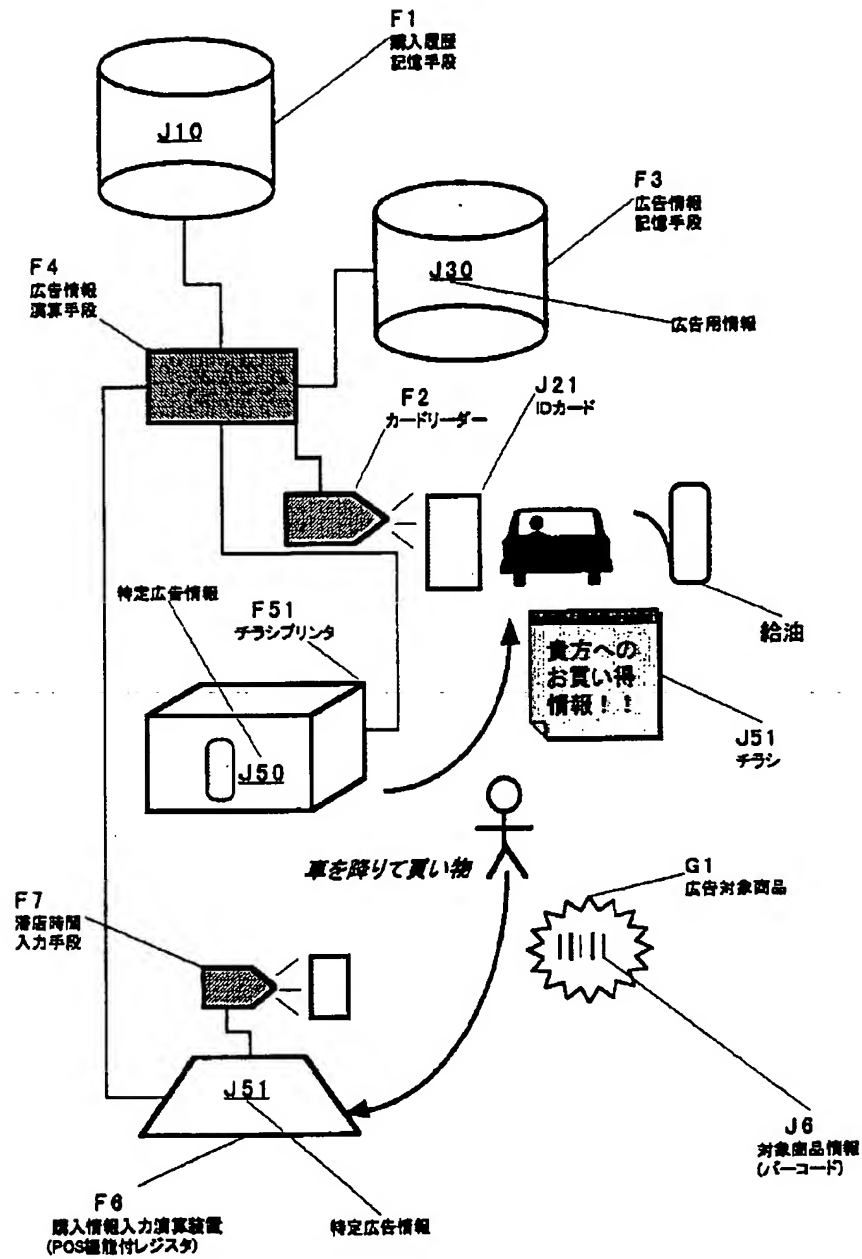 F1
購入履歴
記憶手段
J10
F3
広告情報
記憶手段
J30
広告用情報
F4
広告情報
演算手段
F2
カードリーダー
J21
IDカード
給油
特定広告情報
F51
チラシプリンタ
J50
貴方への
お買い得
情報!!
J51
チラシ
車を降りて買い物
G1
広告対象商品
F7
滞店時間
入力手段
J51
J6
対象商品情報
(バーコード)
F6
購入情報入力演算装置
(POS機能付レジスタ)
特定広告情報